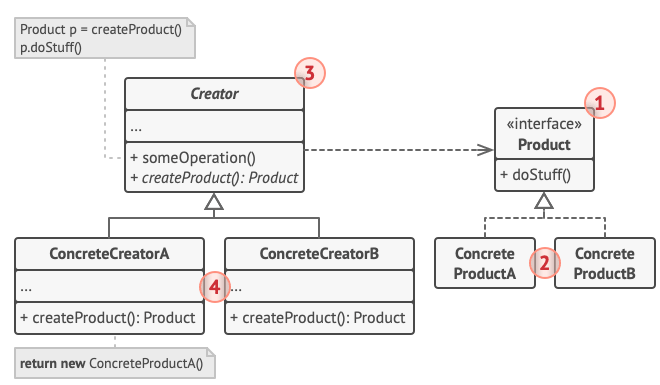 Product p = createProduct()
p.doStuff()
3
Creator
...
+ someOperation()
+ createProduct(): Product
1
«interface»
Product
+ doStuff()
ConcreteCreatorA
...
+ createProduct(): Product
4
ConcreteCreatorB
...
+ createProduct(): Product
Concrete
ProductA
2
Concrete
ProductB
return new ConcreteProductA()